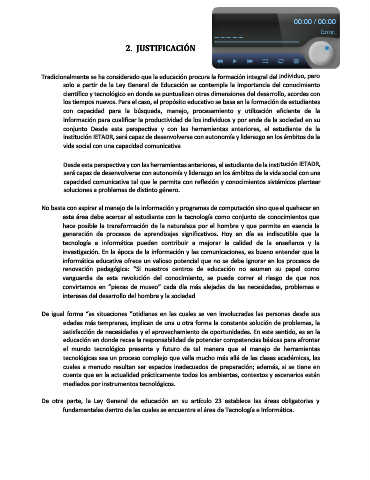 00:00 / 00:00
Error.
2. JUSTIFICACIÓN
Tradicionalmente se ha considerado que la educación procura la formación integral del individuo, pero
solo a partir de la Ley General de Educación se contempla la importancia del conocimiento
científico y tecnológico en donde se puntualizan otras dimensiones del desarrollo, acordes con
los tiempos nuevos. Para el caso, el propósito educativo se basa en la formación de estudiantes
con capacidad para la búsqueda, manejo, procesamiento y utilización eficiente de la
información para cualificar la productividad de los individuos y por ende de la sociedad en su
conjunto Desde esta perspectiva y con las herramientas anteriores, el estudiante de la
Institución IETADR, será capaz de desenvolverse con autonomía y liderazgo en los ámbitos de la
vida social con una capacidad comunicativa
Desde esta perspectiva y con las herramientas anteriores, el estudiante de la institución IETADR,
será capaz de desenvolverse con autonomía y liderazgo en los ámbitos de la vida social con una
capacidad comunicativa tal que le permita con reflexión y conocimientos sistémicos plantear
soluciones a problemas de distinto género.
No basta con aspirar al manejo de la información y programas de computación sino que el quehacer en
esta área debe acercar al estudiante con la tecnología como conjunto de conocimientos que
hace posible la transformación de la naturaleza por el hombre y que permite en esencia la
generación de procesos de aprendizajes significativos. Hoy en día es indiscutible que la
tecnología e informática pueden contribuir a mejorar la calidad de la enseñanza y la
investigación. En la época de la información y las comunicaciones, es bueno entender que la
informática educativa ofrece un valioso potencial que no se debe ignorar en los procesos de
renovación pedagógica: "Si nuestros centros de educación no asumen su papel como
vanguardia de esta revolución del conocimiento, se puede correr el riesgo de que nos
convirtamos en "piezas de museo" cada día más alejadas de las necesidades, problemas e
intereses del desarrollo del hombre y la sociedad
De igual forma "as situaciones "otidianas en las cuales se ven involucradas las personas desde sus
edades más tempranas, implican de una u otra forma la constante solución de problemas, la
satisfacción de necesidades y el aprovechamiento de oportunidades. En este sentido, es en la
educación en donde recae la responsabilidad de potenciar competencias básicas para afrontar
el mundo tecnológico presente y futuro de tal manera que el manejo de herramientas
tecnológicas sea un proceso complejo que valla mucho más allá de las clases académicas, las
cuales a menudo resultan ser espacios inadecuados de preparación; además, si se tiene en
cuenta que en la actualidad prácticamente todos los ambientes, contextos y escenarios están
mediados por instrumentos tecnológicos.
De otra parte, la Ley General de educación en su artículo 23 establece las áreas obligatorias y
fundamentales dentro de las cuales se encuentra el área de Tecnología e Informática.